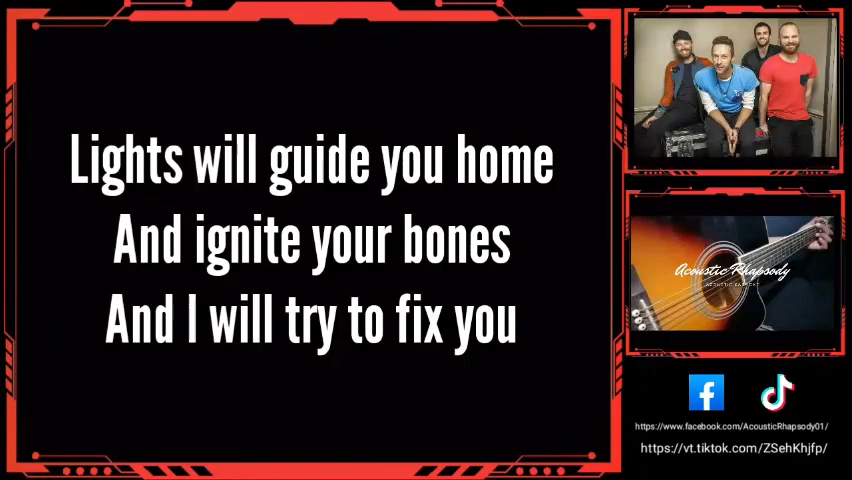 Lights will guide you home
And ignite your bones
And I will try to fix you
Acoustic Rhapsody
https://www.facebook.com/AcousticRhapsody01/
https://vt.tiktok.com/ZSehKhjfp/